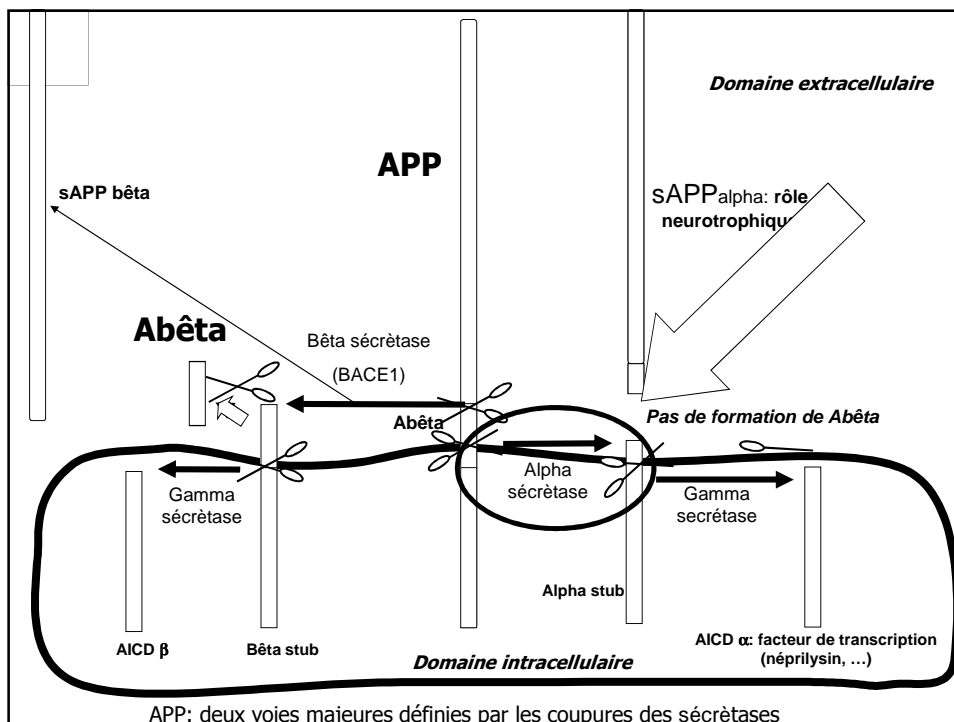 Domaine extracellulaire
APP
sAPP bêta
sAPPalpha: rôle
neurotrophique
Abêta
Bêta sécrètase
(BACE1)
Abêta
Pas de formation de Abêta
Gamma
sécrètase
Alpha
sécrètase
Gamma
secrétase
Alpha stub
AICD β
Bêta stub
Domaine intracellulaire
AICD α: facteur de transcription
(néprilysin, …)
APP: deux voies majeures définies par les coupures des sécrètases